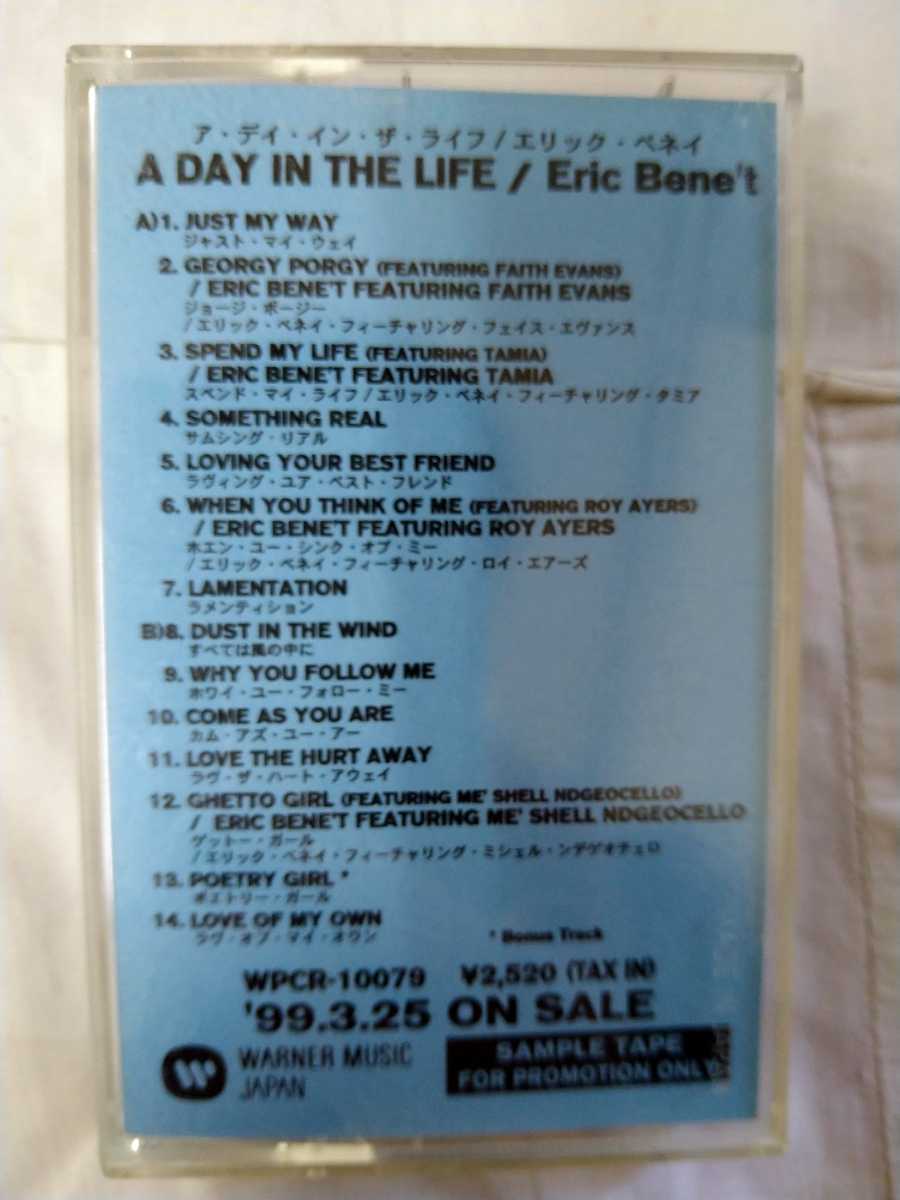 ア・デイ・イン・ザ・ライフ/エリック・ベネイ
A DAY IN THE LIFE / Eric Bene't
A)1. JUST MY WAY
ジャスト・マイ・ウェイ
2. GEORGY PORGY (FEATURING FAITH EVANS)
/ ERIC BENE'T FEATURING FAITH EVANS
ジョージ・ポージー
/エリック・ベネイ・フィーチャリング・フェイス・エヴァンス
3. SPEND MY LIFE (FEATURING TAMIA)
/ ERIC BENE'T FEATURING TAMIA
スペンド・マイ・ライフ/エリック・ベネイ・フィーチャリング・タミア
4. SOMETHING REAL
サムシング・リアル
5. LOVING YOUR BEST FRIEND
ラヴィング・ユア・ベスト・フレンド
6. WHEN YOU THINK OF ME (FEATURING ROY AYERS)
/ ERIC BENE'T FEATURING ROY AYERS
ホエン・ユー・シンク・オブ・ミー
/エリック・ベネイ・フィーチャリング・ロイ・エアーズ
7. LAMENTATION
ラメンティション
B)8. DUST IN THE WIND
すべては風の中に
9. WHY YOU FOLLOW ME
ホワイ・ユー・フォロー・ミー
10. COME AS YOU ARE
カム・アズ・ユー・アー
11. LOVE THE HURT AWAY
ラヴ・ザ・ハート・アウェイ
12. GHETTO GIRL (FEATURING ME' SHELL NDGEOCELLO)
/ ERIC BENE'T FEATURING ME' SHELL NDGEOCELLO
ゲットー・ガール
/エリック・ベネイ・フィーチャリング・ミシェル・ンデゲオチェロ
13. POETRY GIRL *
ポエトリー・ガール
14. LOVE OF MY OWN
ラヴ・オブ・マイ・オウン
* Bonus Track
WPCR-10079 ¥2,520 (TAX IN)
'99.3.25 ON SALE
WARNER MUSIC
JAPAN
SAMPLE TAPE
FOR PROMOTION ONLY